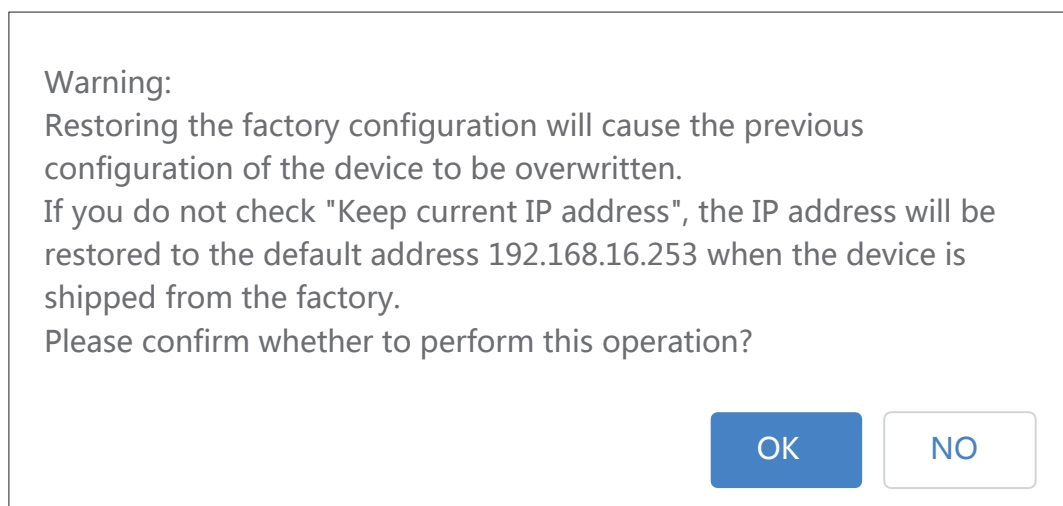 Warning:
Restoring the factory configuration will cause the previous
configuration of the device to be overwritten.
If you do not check "Keep current IP address", the IP address will be
restored to the default address 192.168.16.253 when the device is
shipped from the factory.
Please confirm whether to perform this operation?
OK
NO